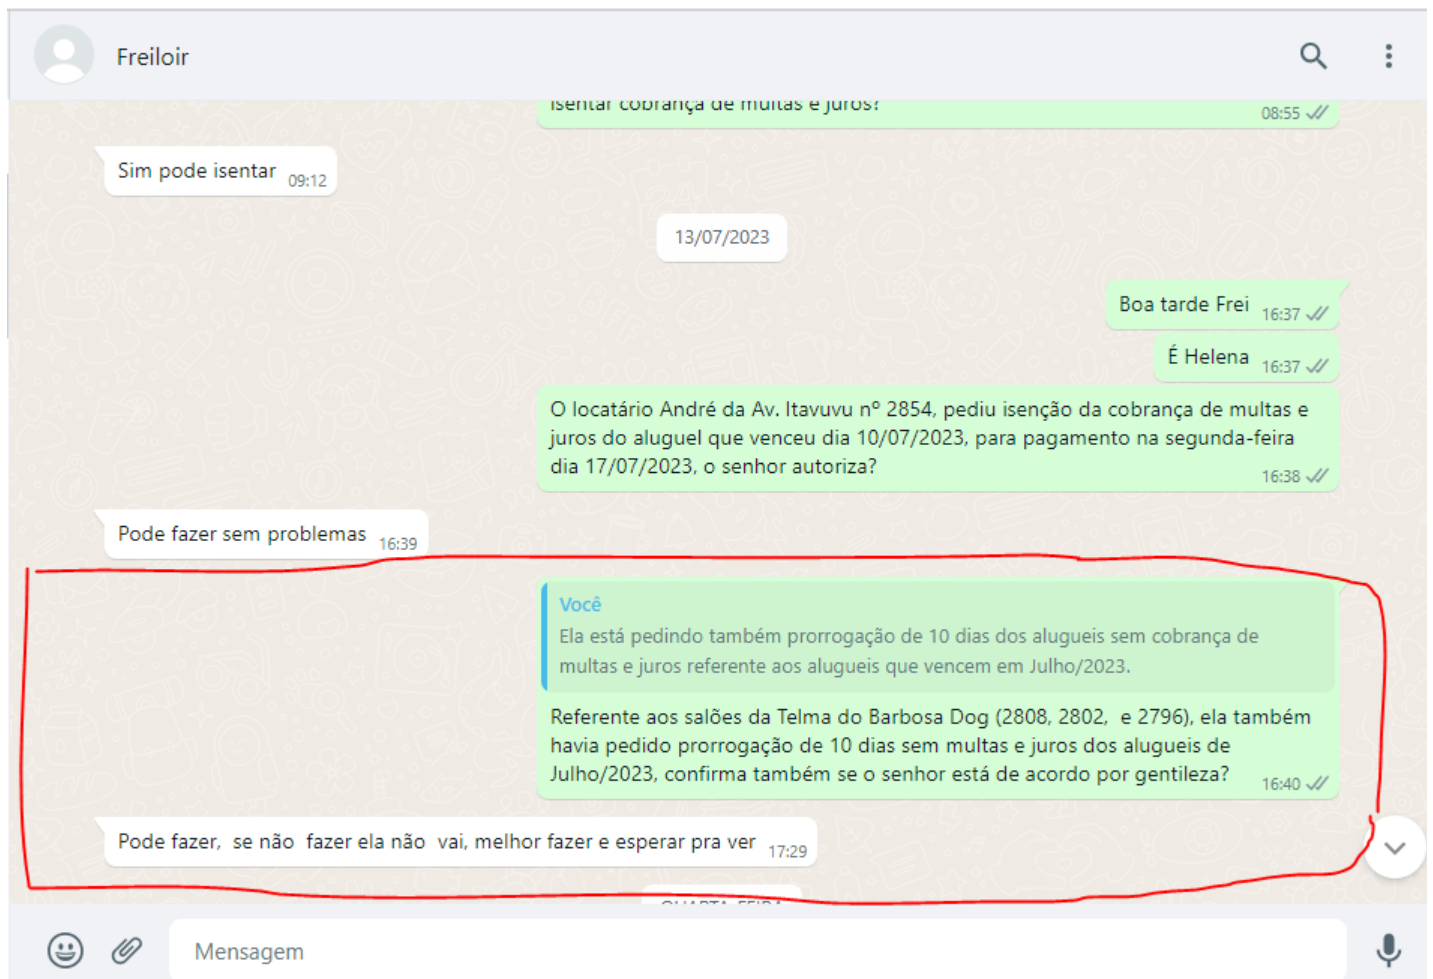 Freiloir
isentar cobrança de multas e juros?
08:55
Sim pode isentar 09:12
13/07/2023
Boa tarde Frei 16:37
É Helena 16:37
O locatário André da Av. Itavuvu nº 2854, pediu isenção da cobrança de multas e
juros do aluguel que venceu dia 10/07/2023, para pagamento na segunda-feira
dia 17/07/2023, o senhor autoriza?
16:38
Pode fazer sem problemas 16:39
Você
Ela está pedindo também prorrogação de 10 dias dos alugueis sem cobrança de
multas e juros referente aos alugueis que vencem em Julho/2023.
Referente aos salões da Telma do Barbosa Dog (2808, 2802,  e 2796), ela também
havia pedido prorrogação de 10 dias sem multas e juros dos alugueis de
Julho/2023, confirma também se o senhor está de acordo por gentileza?
16:40
Pode fazer,  se não  fazer ela não  vai, melhor fazer e esperar pra ver 17:29
QUARTA-FEIRA
Mensagem